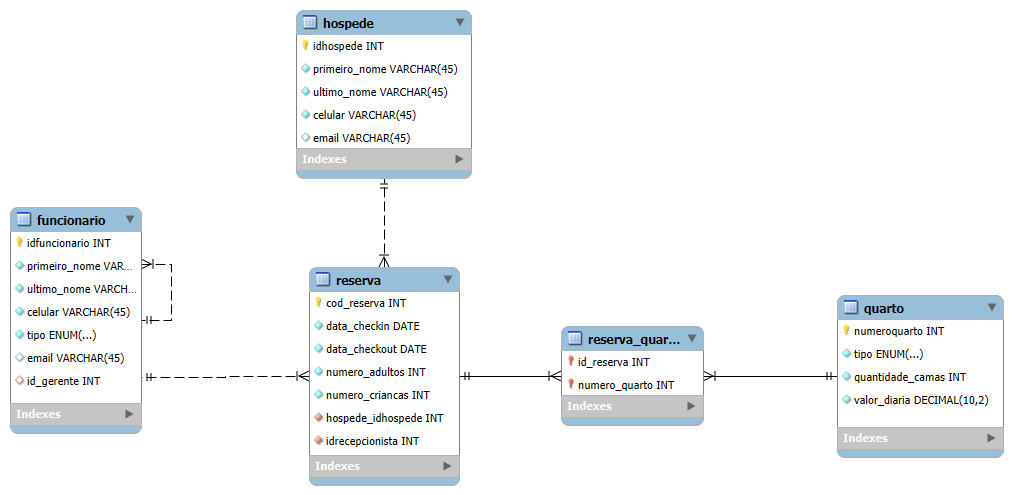 hospede
idhospede INT
primeiro_nome VARCHAR(45)
ultimo_nome VARCHAR(45)
celular VARCHAR(45)
email VARCHAR(45)
Indexes
funcionario
idfuncionario INT
primeiro_nome VAR...
ultimo_nome VARCH...
celular VARCHAR(45)
tipo ENUM(...)
email VARCHAR(45)
id_gerente INT
Indexes
reserva
cod_reserva INT
data_checkin DATE
data_checkout DATE
numero_adultos INT
numero_criancas INT
hospede_idhospede INT
idrecepcionista INT
Indexes
reserva_quar...
id_reserva INT
numero_quarto INT
Indexes
quarto
numeroquarto INT
tipo ENUM(...)
quantidade_camas INT
valor_diaria DECIMAL(10,2)
Indexes